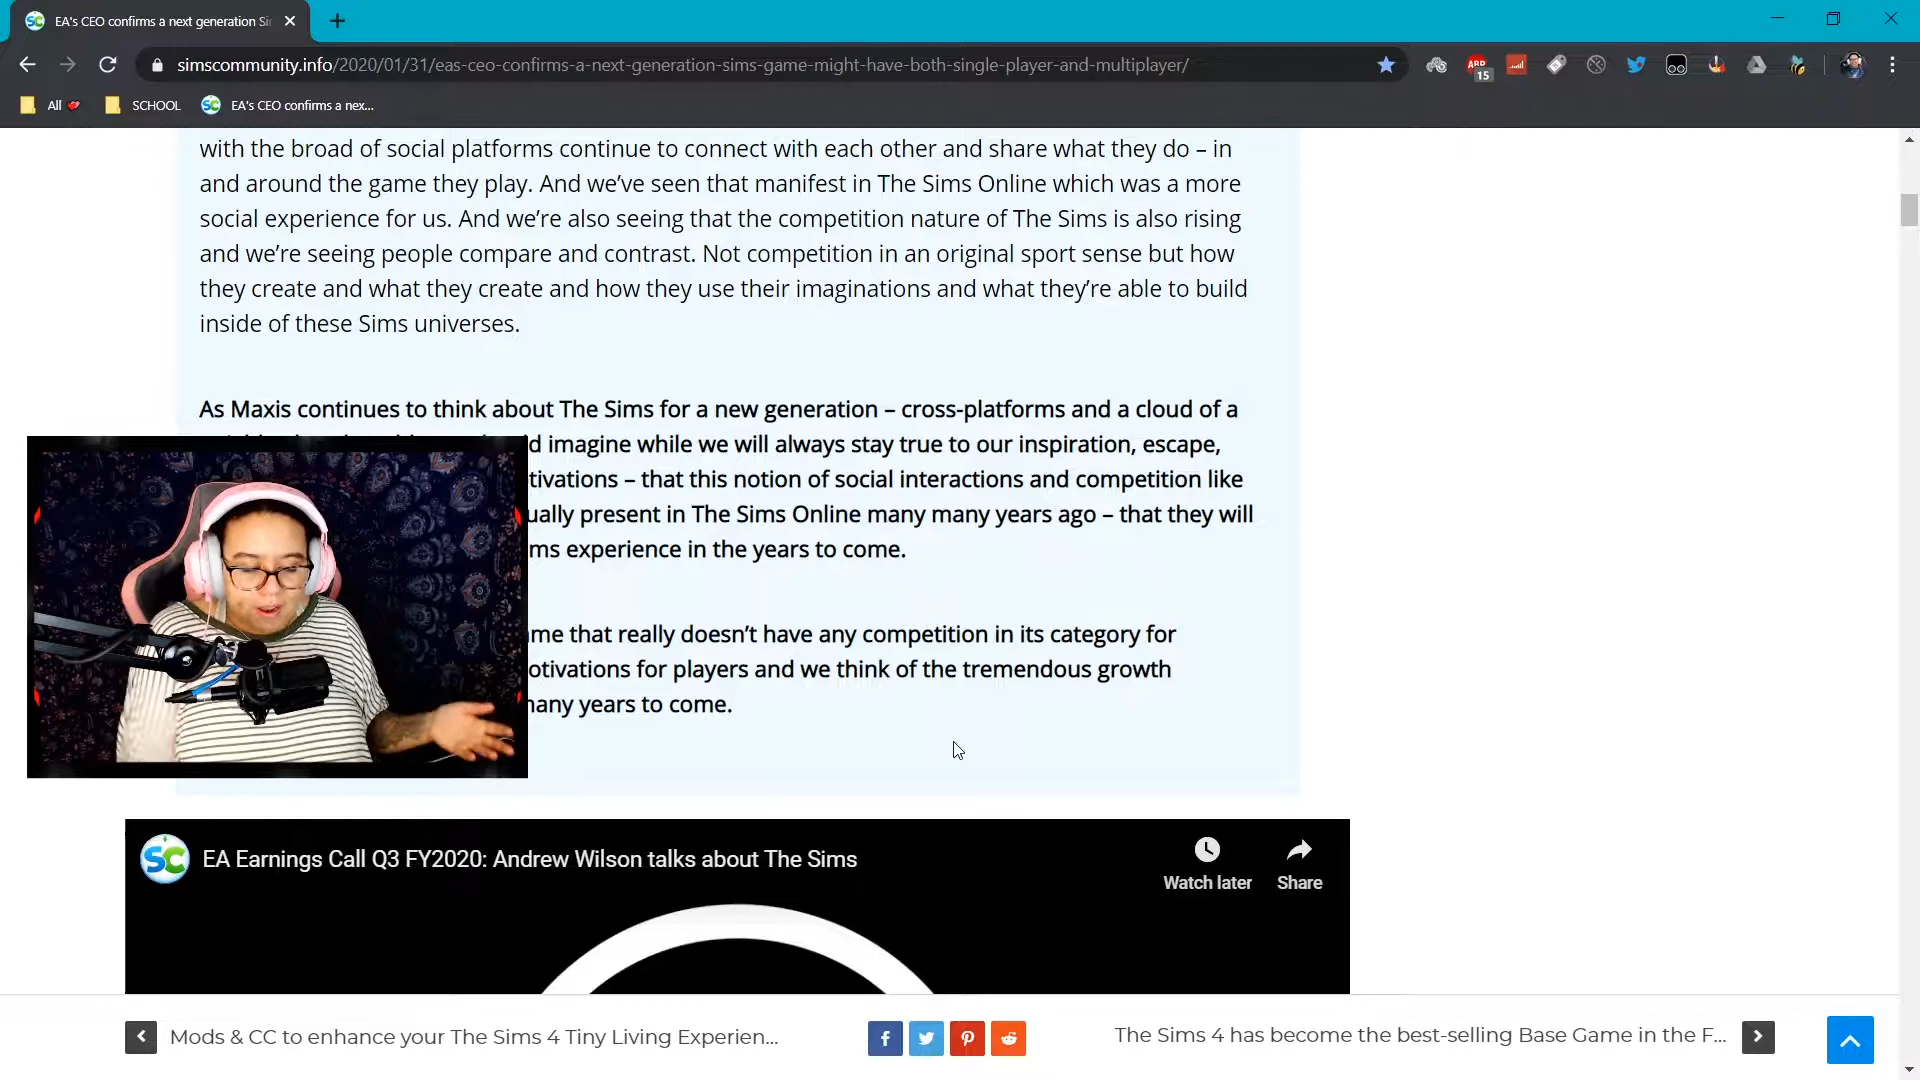 EA's CEO confirms a next generation Si
simscommunity.info/2020/01/31/eas-ceo-confirms-a-next-generation-sims-game-might-have-both-single-player-and-multiplayer/
ABP
15
All
SCHOOL
EA's CEO confirms a nex...
with the broad of social platforms continue to connect with each other and share what they do – in
and around the game they play. And we've seen that manifest in The Sims Online which was a more
social experience for us. And we're also seeing that the competition nature of The Sims is also rising
and we're seeing people compare and contrast. Not competition in an original sport sense but how
they create and what they create and how they use their imaginations and what they're able to build
inside of these Sims universes.
As Maxis continues to think about The Sims for a new generation – cross-platforms and a cloud of a
imagine while we will always stay true to our inspiration, escape,
tivations – that this notion of social interactions and competition like
ually present in The Sims Online many many years ago – that they will
ms experience in the years to come.
me that really doesn't have any competition in its category for
otivations for players and we think of the tremendous growth
many years to come.
SC
EA Earnings Call Q3 FY2020: Andrew Wilson talks about The Sims
Watch later
Share
Mods & CC to enhance your The Sims 4 Tiny Living Experien...
The Sims 4 has become the best-selling Base Game in the F...